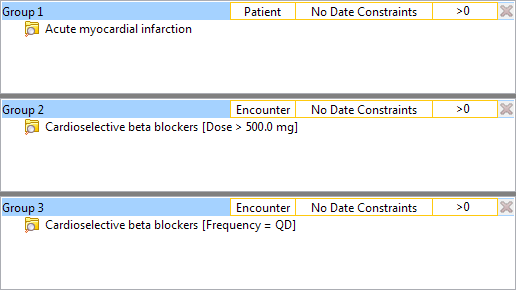 Group 1 Patient No Date Constraints >0
Acute myocardial infarction
Group 2 Encounter No Date Constraints >0
Cardioselective beta blockers [Dose > 500.0 mg]
Group 3 Encounter No Date Constraints >0
Cardioselective beta blockers [Frequency = QD]